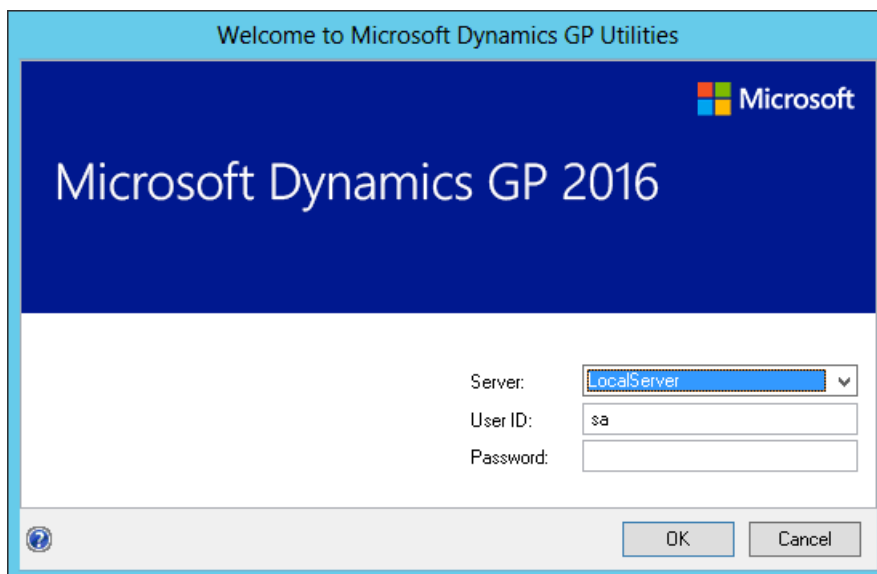 Welcome to Microsoft Dynamics GP Utilities
Microsoft
Microsoft Dynamics GP 2016
Server: LocalServer
User ID: sa
Password:
? OK Cancel